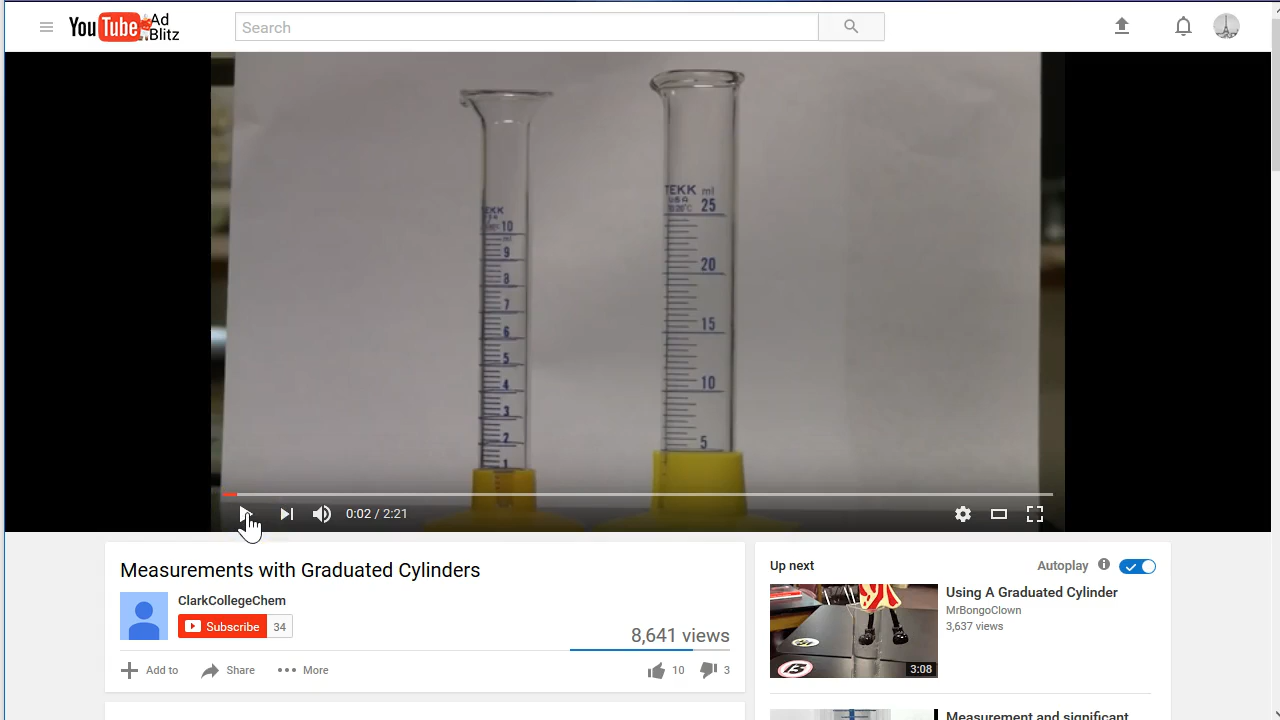 YouTube Ad Blitz
Search
TEKK ml
USA
25
20
15
10
5
10
9
8
7
6
5
4
3
2
1
0:02 / 2:21
Measurements with Graduated Cylinders
ClarkCollegeChem
Subscribe 34
8,641 views
Add to Share More 10 3
Up next Autoplay
Using A Graduated Cylinder
MrBongoClown
3,637 views
3:08
Measurement and significant